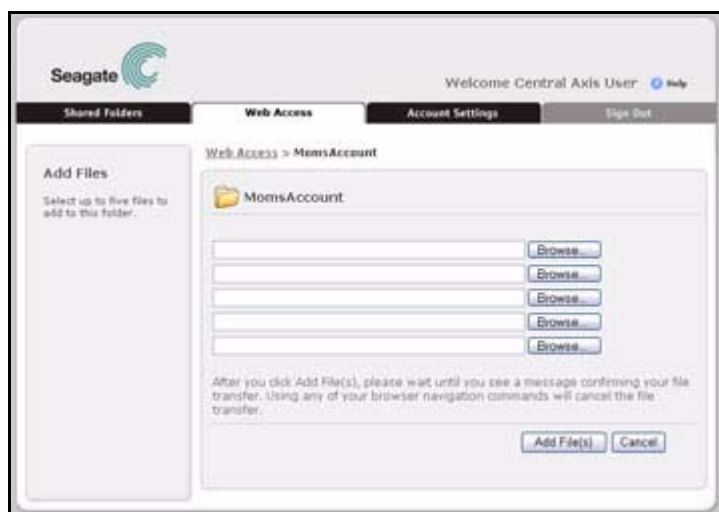 Seagate
Welcome Central Axis User ? Help
Shared Folders Web Access Account Settings Sign Out
Web Access > MomsAccount
Add Files
Select up to five files to
add to this folder.
MomsAccount
Browse...
Browse...
Browse...
Browse...
Browse...
After you click Add File(s), please wait until you see a message confirming your file
transfer. Using any of your browser navigation commands will cancel the file
transfer.
Add File(s) Cancel